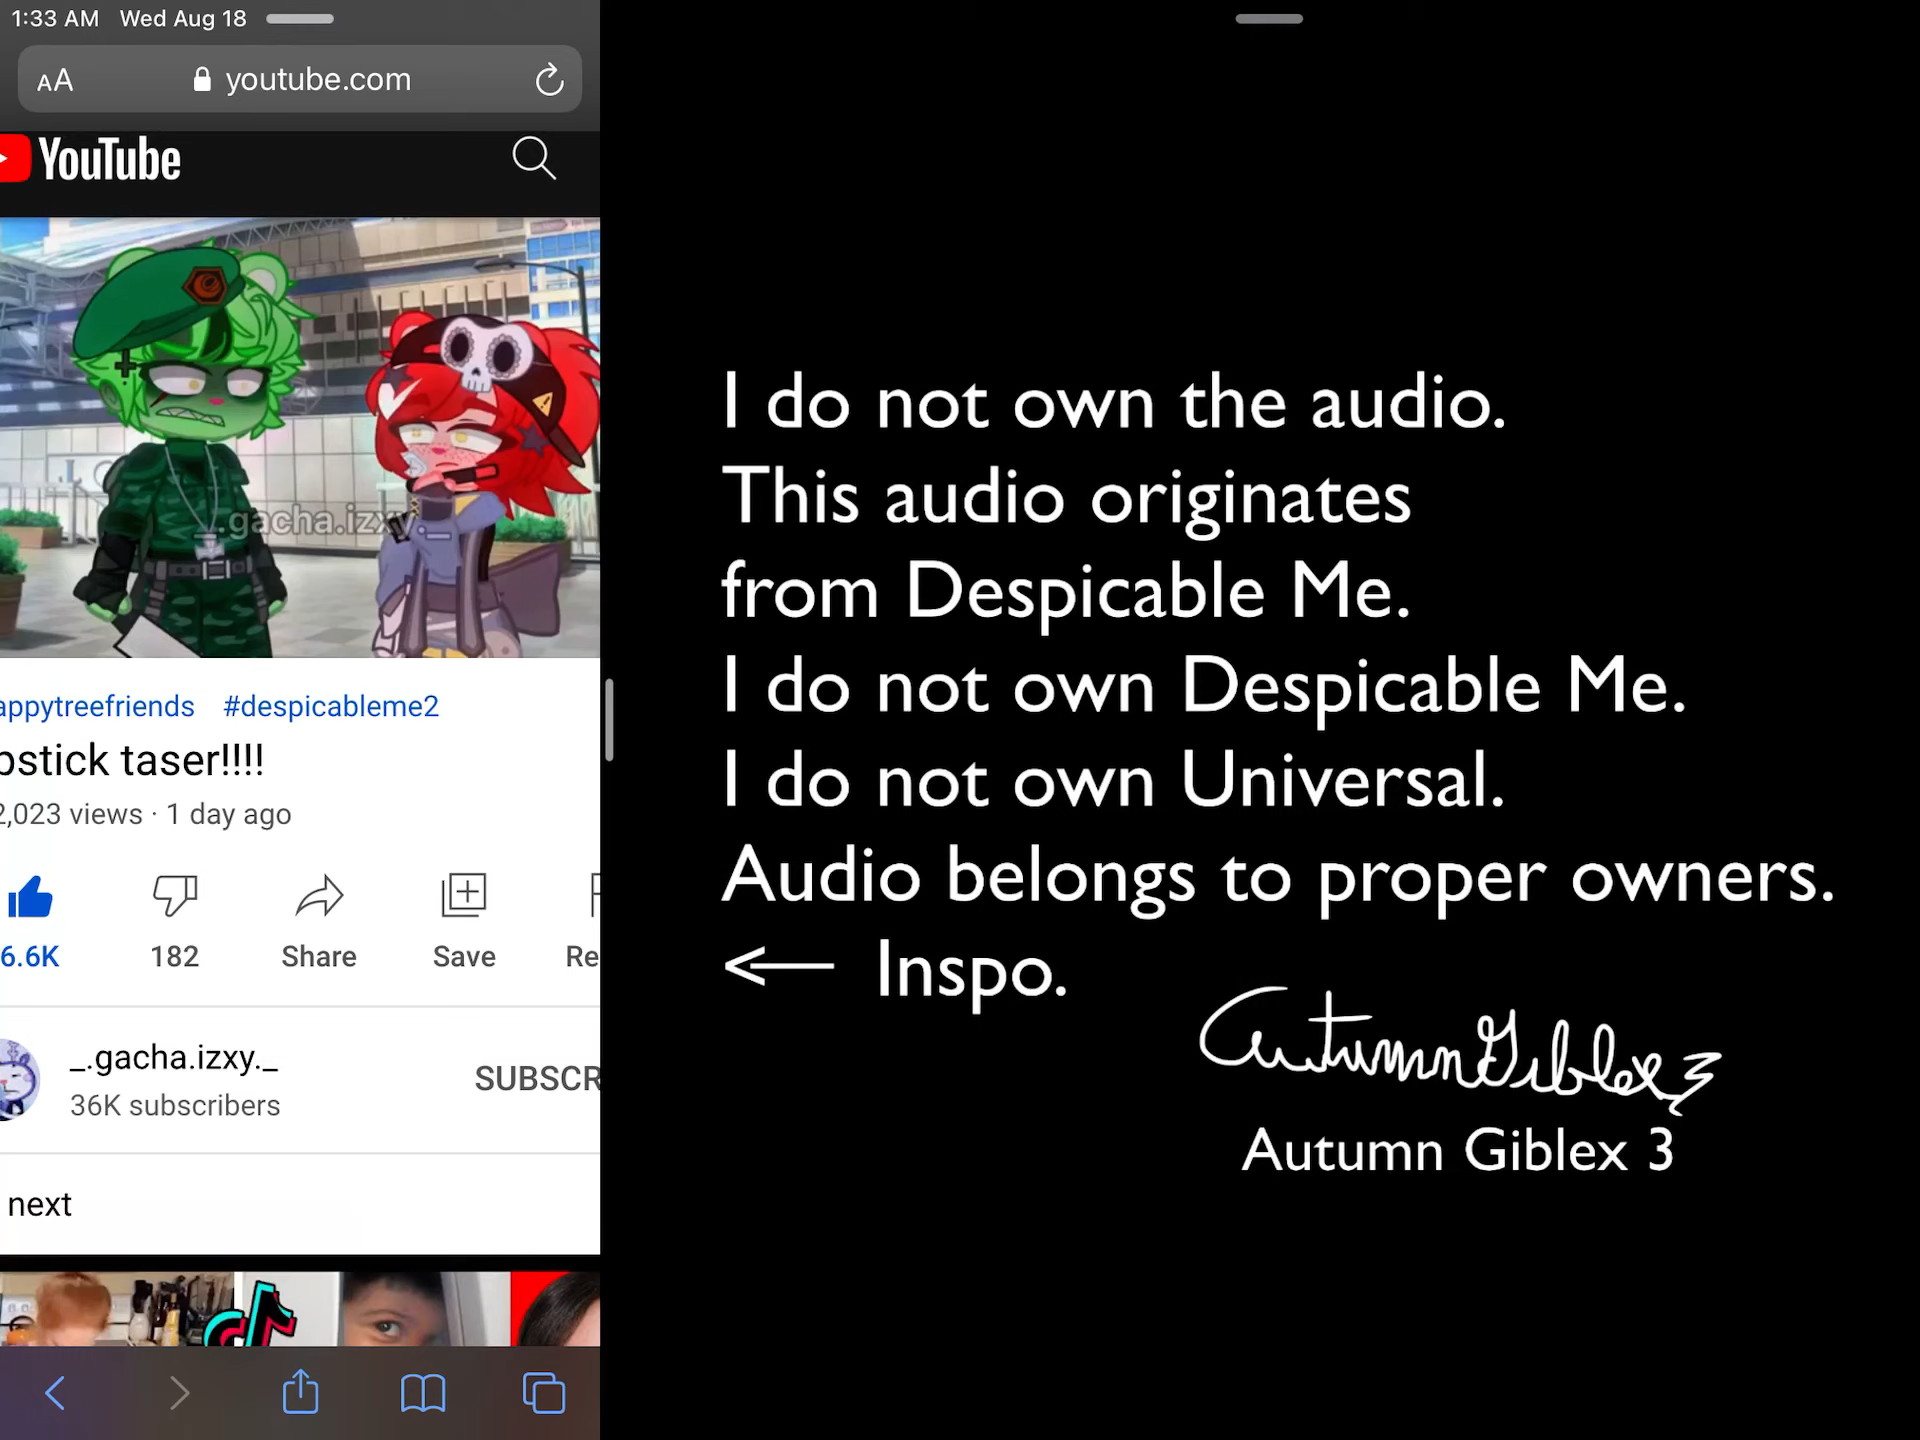 1:33 AM Wed Aug 18
AA youtube.com
YouTube
_.gacha.izxy._
appytreefriends #despicableme2
pstick taser!!!!
2,023 views · 1 day ago
6.6K 182 Share Save Re
_.gacha.izxy._
SUBSCR
36K subscribers
next
I do not own the audio.
This audio originates
from Despicable Me.
I do not own Despicable Me.
I do not own Universal.
Audio belongs to proper owners.
<— Inspo.
AutumnGiblex3
Autumn Giblex 3